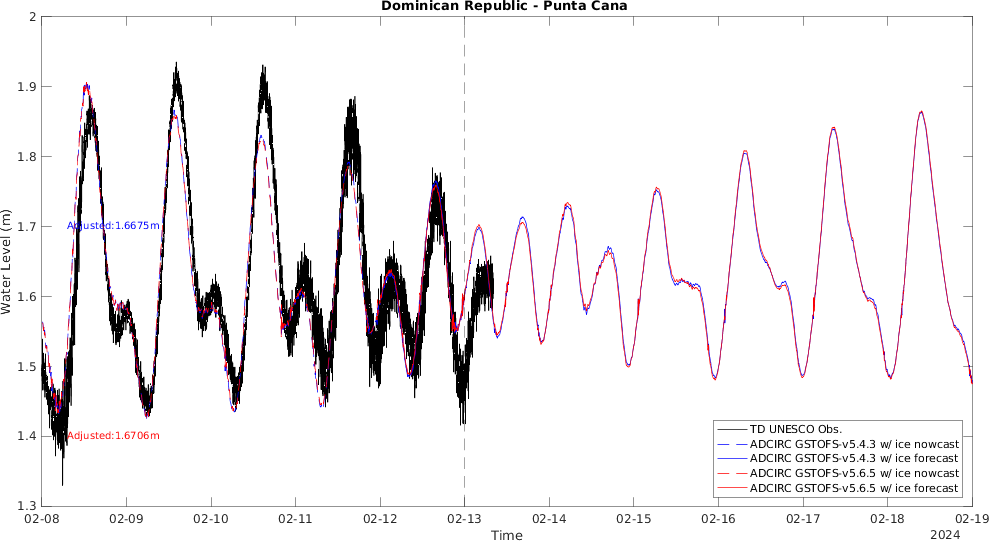 Dominican Republic - Punta Cana
Water Level (m)
2
1.9
1.8
1.7
1.6
1.5
1.4
1.3
Adjusted:1.6675m
Adjusted:1.6706m
TD UNESCO Obs.
ADCIRC GSTOFS-v5.4.3 w/ ice nowcast
ADCIRC GSTOFS-v5.4.3 w/ ice forecast
ADCIRC GSTOFS-v5.6.5 w/ ice nowcast
ADCIRC GSTOFS-v5.6.5 w/ ice forecast
02-08 02-09 02-10 02-11 02-12 02-13 02-14 02-15 02-16 02-17 02-18 02-19
Time
2024